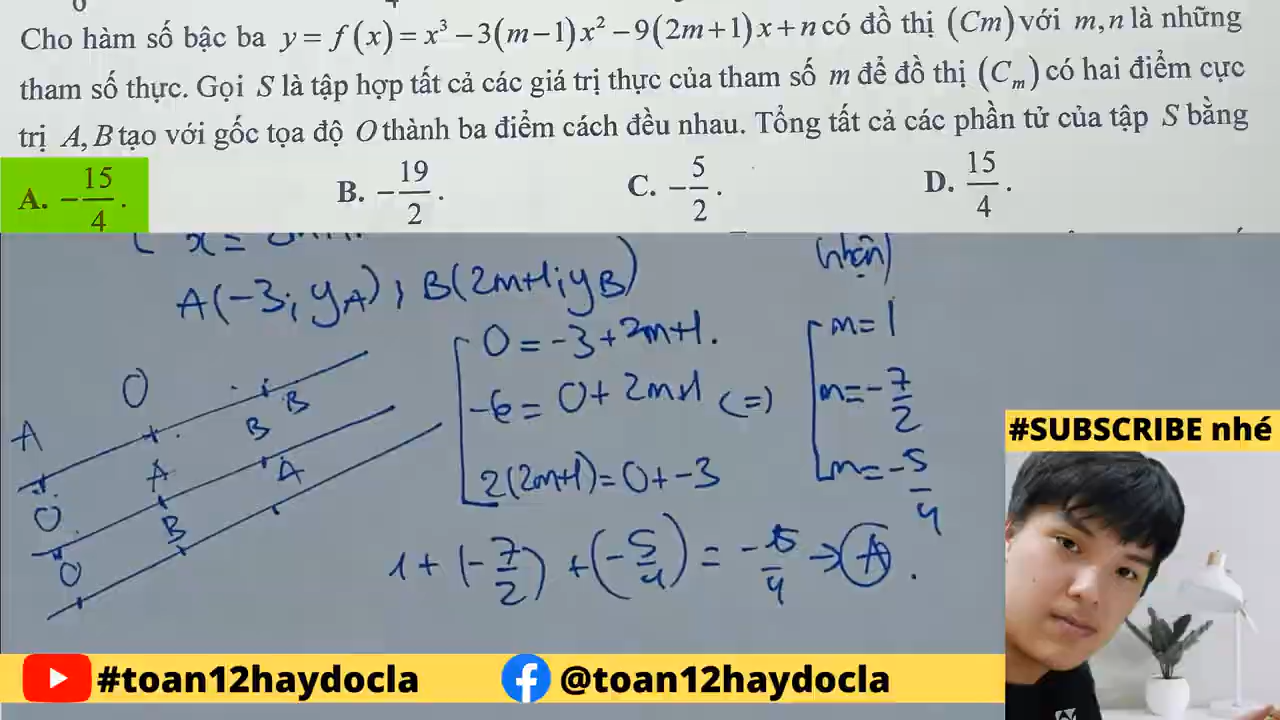 Cho hàm số bậc ba y = f(x) = x³ − 3(m−1)x² − 9(2m+1)x + n có đồ thị (Cm) với m, n là những
tham số thực. Gọi S là tập hợp tất cả các giá trị thực của tham số m để đồ thị (Cₘ) có hai điểm cực
trị A, B tạo với gốc tọa độ O thành ba điểm cách đều nhau. Tổng tất cả các phần tử của tập S bằng
A. −15/4. B. −19/2. C. −5/2. D. 15/4.
(nhận)
A(−3; yA), B(2m+1; yB)
0 = −3 + 2m+1.
m = 1
−6 = 0 + 2m+1 (=)
m = −7/2
2(2m+1) = 0 + −3
m = −5/4
A O B
O A B
O B A
1 + (−7/2) + (−5/4) = −15/4 → A.
#SUBSCRIBE nhé
#toan12haydocla
@toan12haydocla